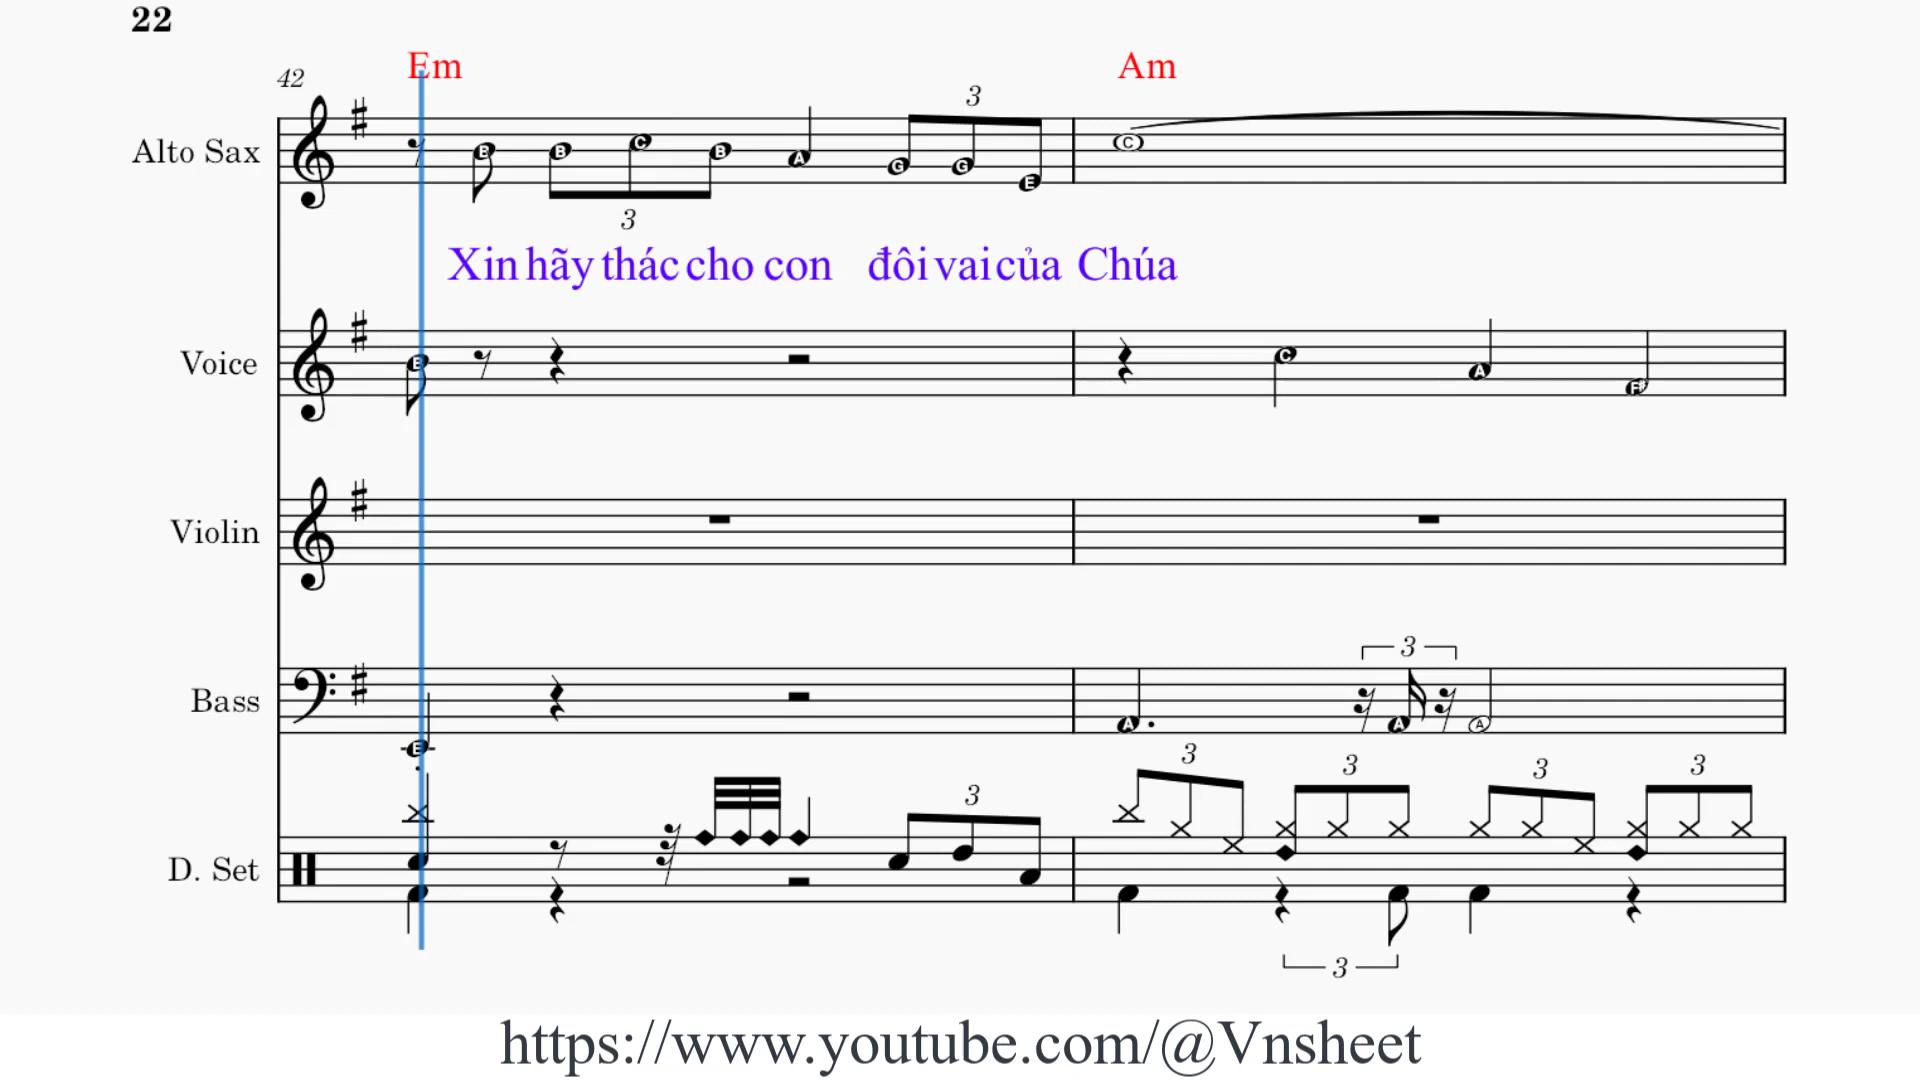 22
Em Am
42
3
Alto Sax
B B C B A G G E C
3
Xin hãy thác cho con đôi vai của Chúa
Voice
B C A F#
Violin
3
Bass
E A A A
3 3 3 3
3
D. Set
3
https://www.youtube.com/@Vnsheet